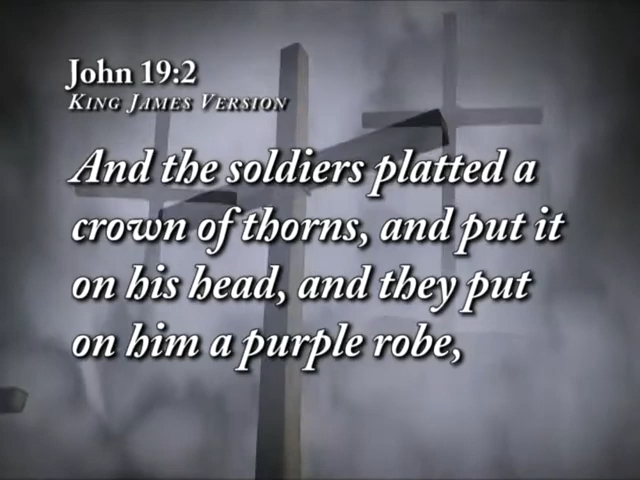 John 19:2
King James Version
And the soldiers platted a
crown of thorns, and put it
on his head, and they put
on him a purple robe,